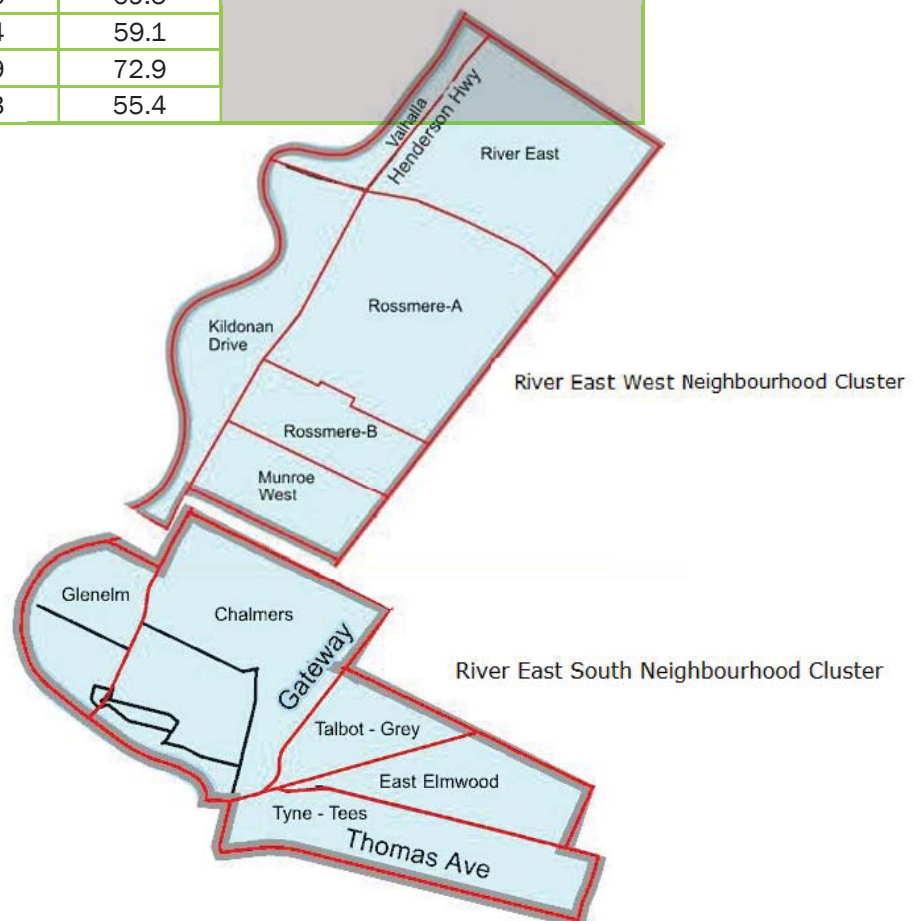 59.1
72.9
55.4
Valhalla
Henderson Hwy
River East
Rossmere-A
Kildonan
Drive
River East West Neighbourhood Cluster
Rossmere-B
Munroe
West
Glenelm
Chalmers
Gateway
River East South Neighbourhood Cluster
Talbot - Grey
East Elmwood
Tyne - Tees
Thomas Ave